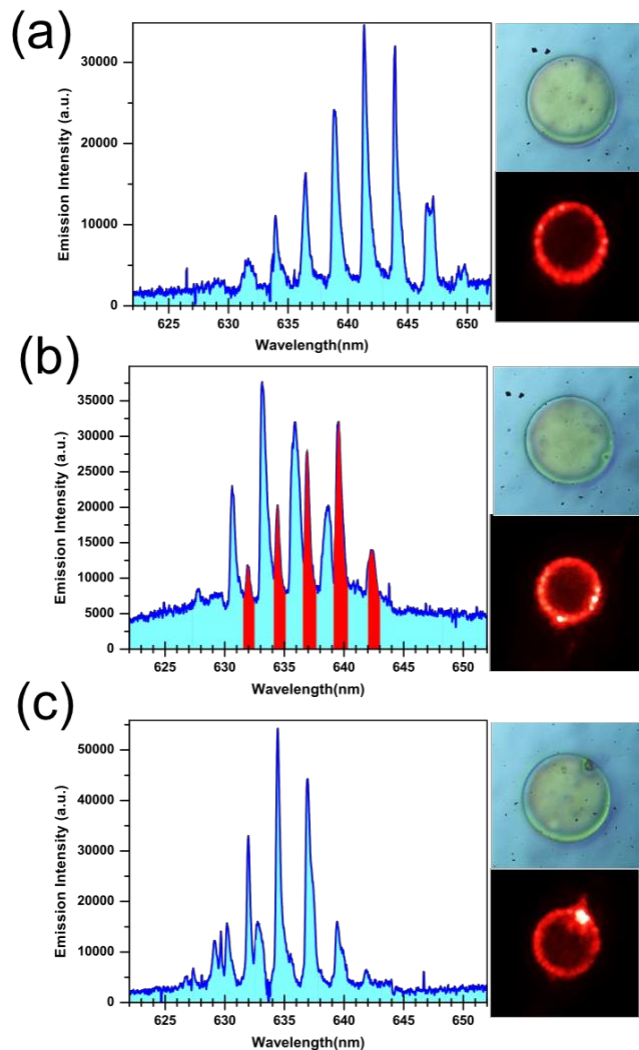 (a)
Emission Intensity (a.u.)
30000
20000
10000
0
625 630 635 640 645 650
Wavelength(nm)
(b)
Emission Intensity (a.u.)
35000
30000
25000
20000
15000
10000
5000
0
625 630 635 640 645 650
Wavelength(nm)
(c)
Emission Intensity (a.u.)
50000
40000
30000
20000
10000
0
625 630 635 640 645 650
Wavelength(nm)